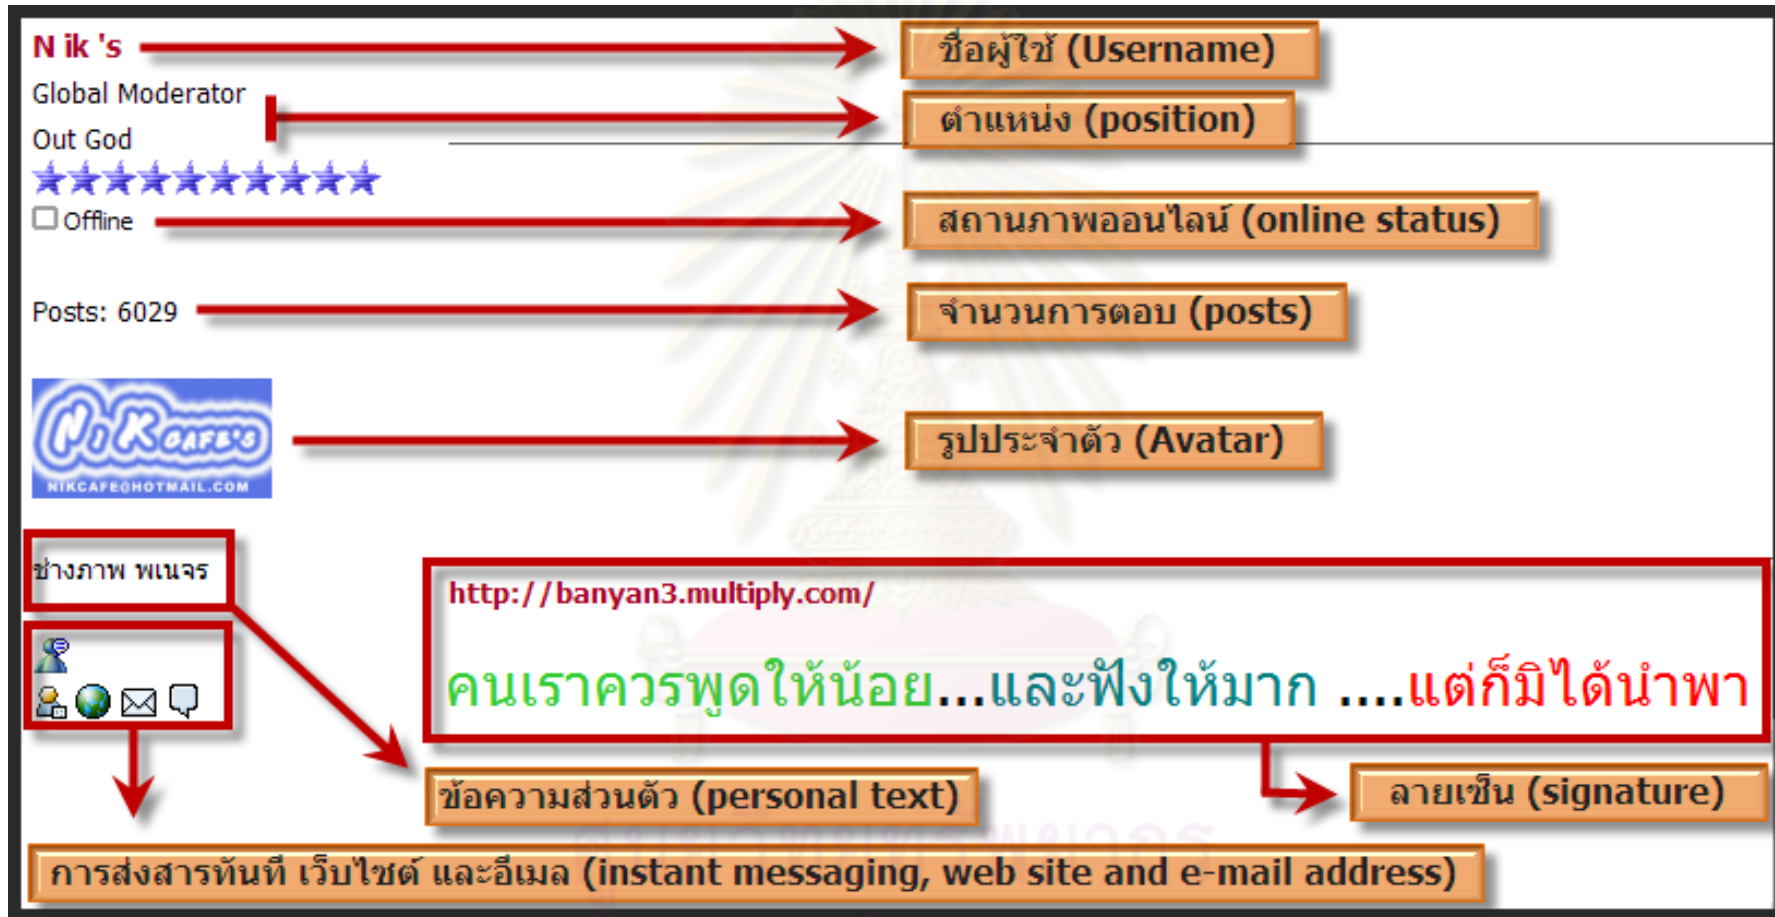 N ik 's
ชื่อผู้ใช้ (Username)
Global Moderator
ตำแหน่ง (position)
Out God
Offline
สถานภาพออนไลน์ (online status)
Posts: 6029
จำนวนการตอบ (posts)
NiK CAFE'S
NIKCAFE@HOTMAIL.COM
รูปประจำตัว (Avatar)
ช่างภาพ พเนจร
http://banyan3.multiply.com/
คนเราควรพูดให้น้อย...และฟังให้มาก ....แต่ก็มิได้นำพา
ข้อความส่วนตัว (personal text)
ลายเซ็น (signature)
การส่งสารทันที เว็บไซต์ และอีเมล (instant messaging, web site and e-mail address)